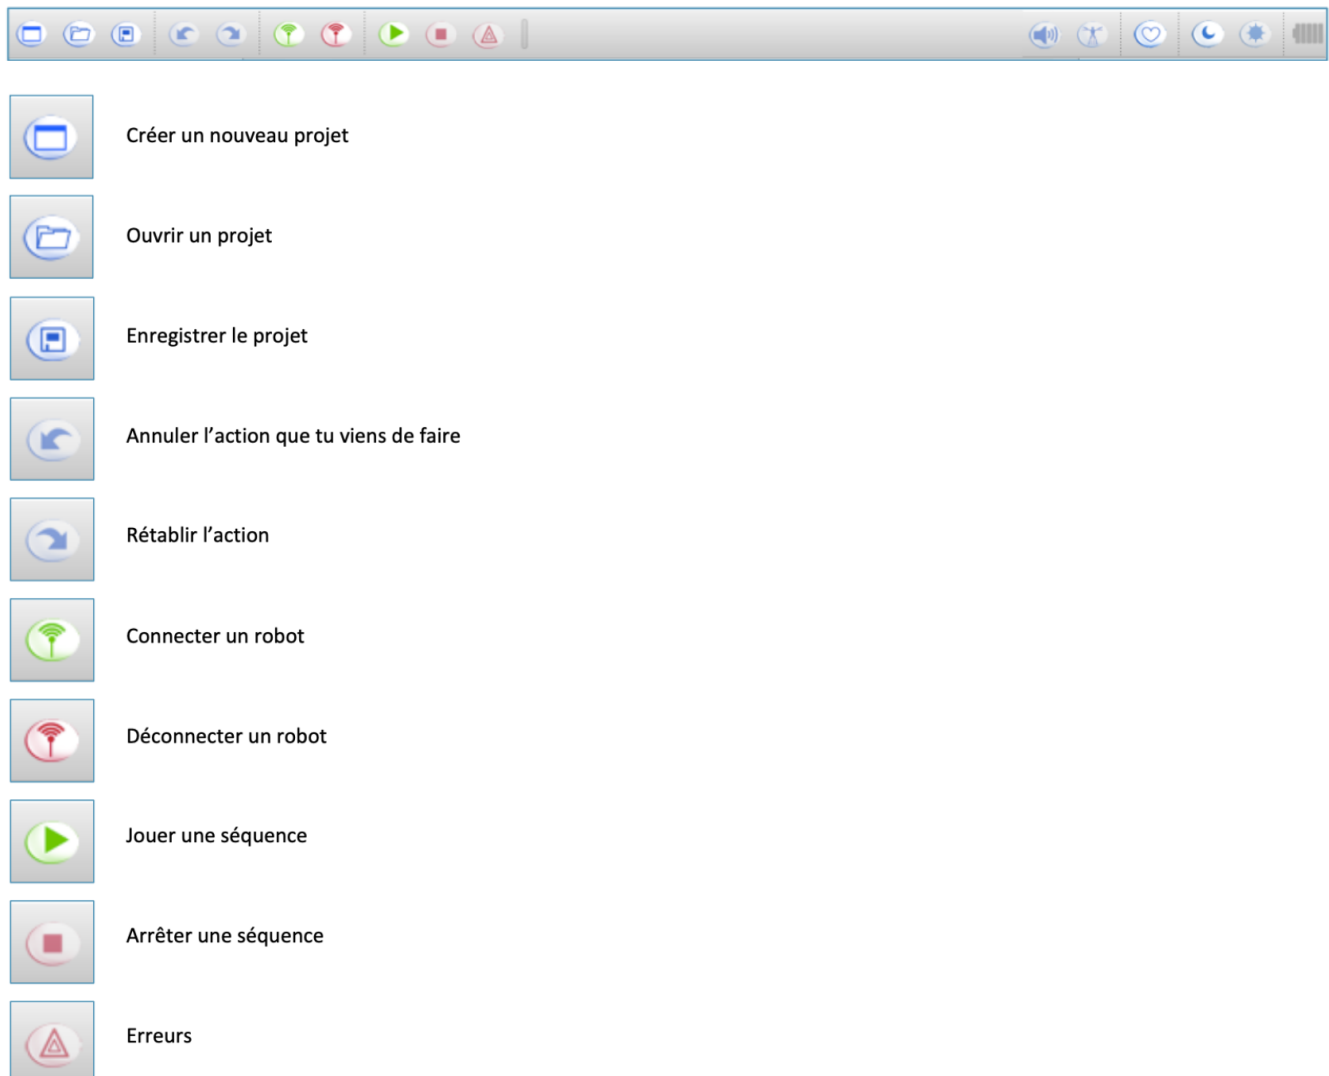 Créer un nouveau projet
Ouvrir un projet
Enregistrer le projet
Annuler l’action que tu viens de faire
Rétablir l’action
Connecter un robot
Déconnecter un robot
Jouer une séquence
Arrêter une séquence
Erreurs